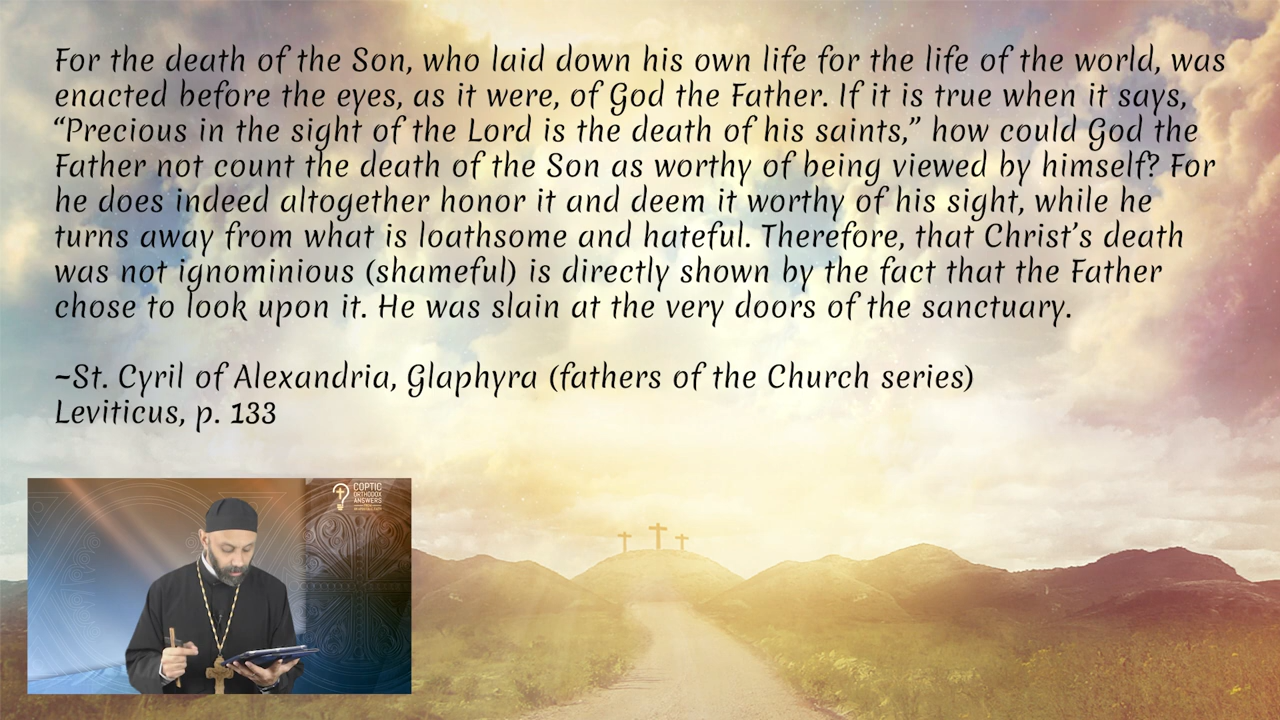 For the death of the Son, who laid down his own life for the life of the world, was
enacted before the eyes, as it were, of God the Father. If it is true when it says,
“Precious in the sight of the Lord is the death of his saints,” how could God the
Father not count the death of the Son as worthy of being viewed by himself? For
he does indeed altogether honor it and deem it worthy of his sight, while he
turns away from what is loathsome and hateful. Therefore, that Christ’s death
was not ignominious (shameful) is directly shown by the fact that the Father
chose to look upon it. He was slain at the very doors of the sanctuary.
~St. Cyril of Alexandria, Glaphyra (fathers of the Church series)
Leviticus, p. 133
COPTIC
ORTHODOX
ANSWERS